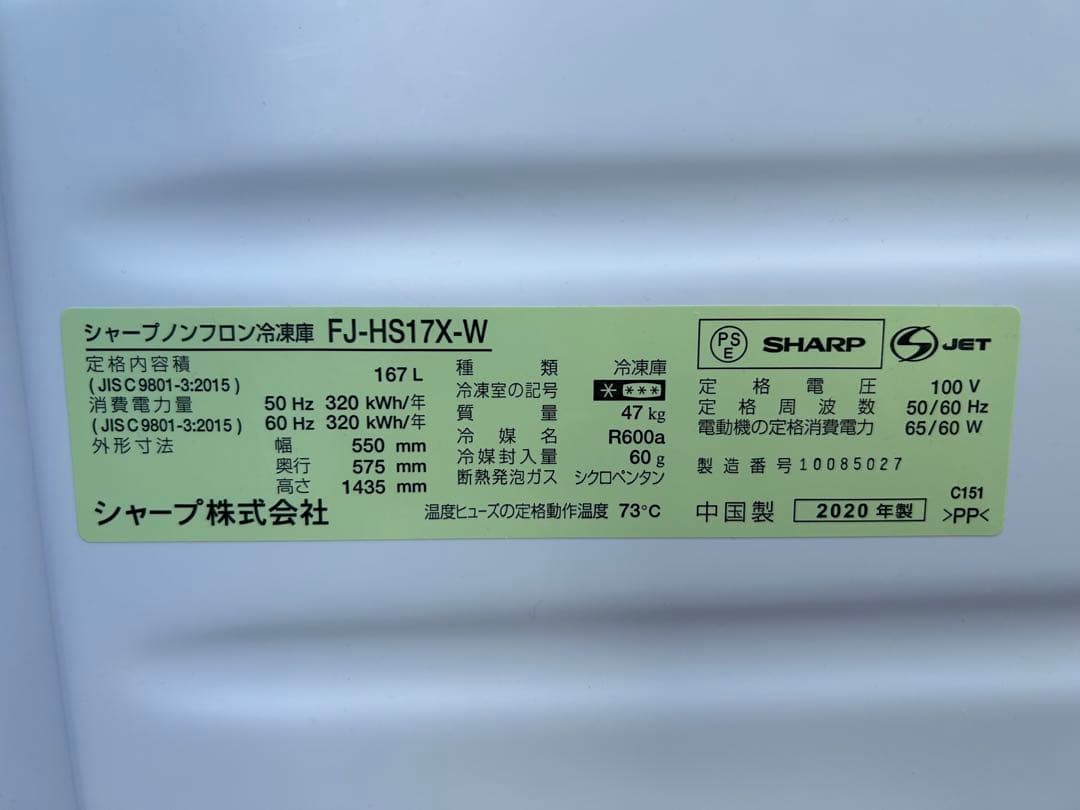 シャープノンフロン冷凍庫 FJ-HS17X-W
定格内容積
(JIS C 9801-3:2015) 167 L
消費電力量 50 Hz 320 kWh/年
(JIS C 9801-3:2015) 60 Hz 320 kWh/年
外形寸法 幅 550 mm
奥行 575 mm
高さ 1435 mm
シャープ株式会社
種類 冷凍庫
冷凍室の記号 * ***
質量 47 kg
冷媒名 R600a
冷媒封入量 60 g
断熱発泡ガス シクロペンタン
温度ヒューズの定格動作温度 73°C
PS
E
SHARP
S JET
定格電圧 100 V
定格周波数 50/60 Hz
電動機の定格消費電力 65/60 W
製造番号 10085027
中国製 2020 年製
C151
>PP<